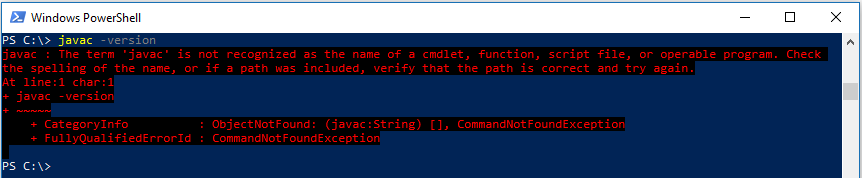 Windows PowerShell
PS C:\> javac -version
javac : The term 'javac' is not recognized as the name of a cmdlet, function, script file, or operable program. Check
the spelling of the name, or if a path was included, verify that the path is correct and try again.
At line:1 char:1
+ javac -version
+ ~~~~~
    + CategoryInfo          : ObjectNotFound: (javac:String) [], CommandNotFoundException
    + FullyQualifiedErrorId : CommandNotFoundException
PS C:\>